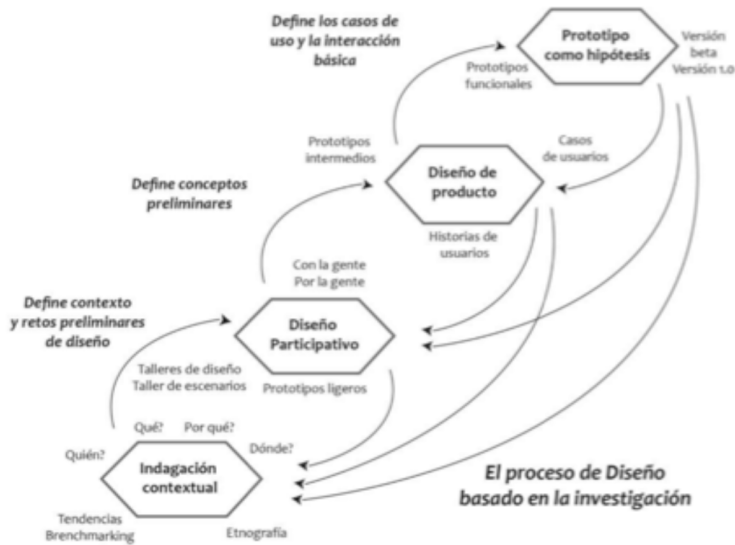 Define los casos de
uso y la interacción
básica
Prototipo
como hipótesis
Versión
beta
Versión 1.0
Prototipos
funcionales
Prototipos
intermedios
Casos
de usuarios
Diseño de
producto
Define conceptos
preliminares
Historias de
usuarios
Con la gente
Por la gente
Define contexto
y retos preliminares
de diseño
Diseño
Participativo
Talleres de diseño
Taller de escenarios
Prototipos ligeros
Qué?
Por qué?
Quién?
Dónde?
Indagación
contextual
El proceso de Diseño
basado en la investigación
Tendencias
Brenchmarking
Etnografía